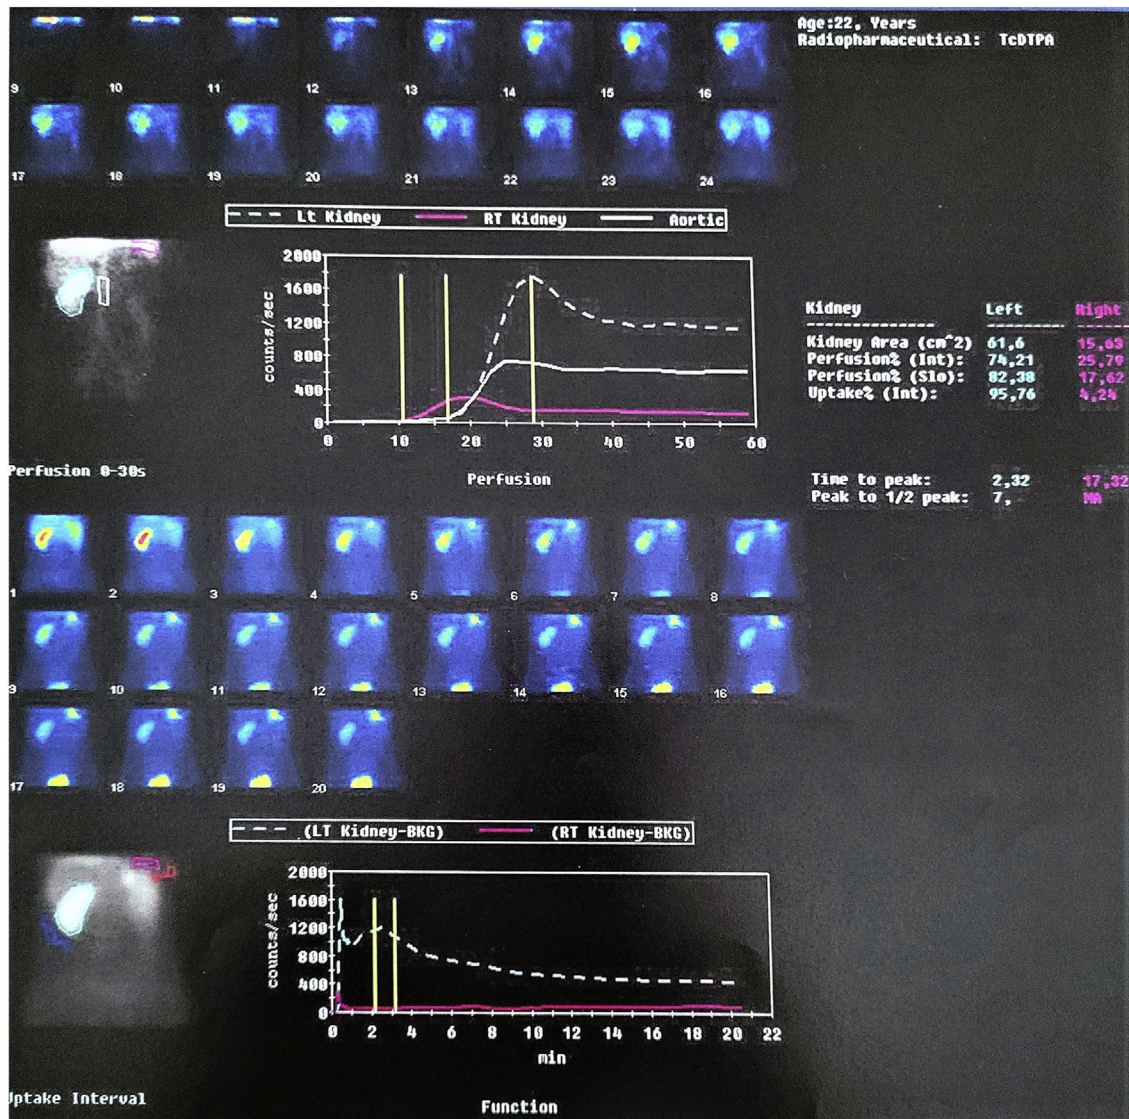 Age:22, Years
Radiopharmaceutical: TcDTPA
9 10 11 12 13 14 15 16
17 18 19 20 21 22 23 24
Lt Kidney RT Kidney Aortic
2000
1600
1200
800
400
0
counts/sec
0 10 20 30 40 50 60
Perfusion 0-30s
Perfusion
Kidney Left Right
Kidney Area (cm^2) 61,6 15,63
Perfusion% (Int): 74,21 25,79
Perfusion% (Slo): 82,38 17,62
Uptake% (Int): 95,76 4,24
Time to peak: 2,32 17,32
Peak to 1/2 peak: 7,
1 2 3 4 5 6 7 8
9 10 11 12 13 14 15 16
17 18 19 20
(LT Kidney-BKG) (RT Kidney-BKG)
2000
1600
1200
800
400
0
counts/sec
0 2 4 6 8 10 12 14 16 18 20 22
min
Uptake Interval
Function